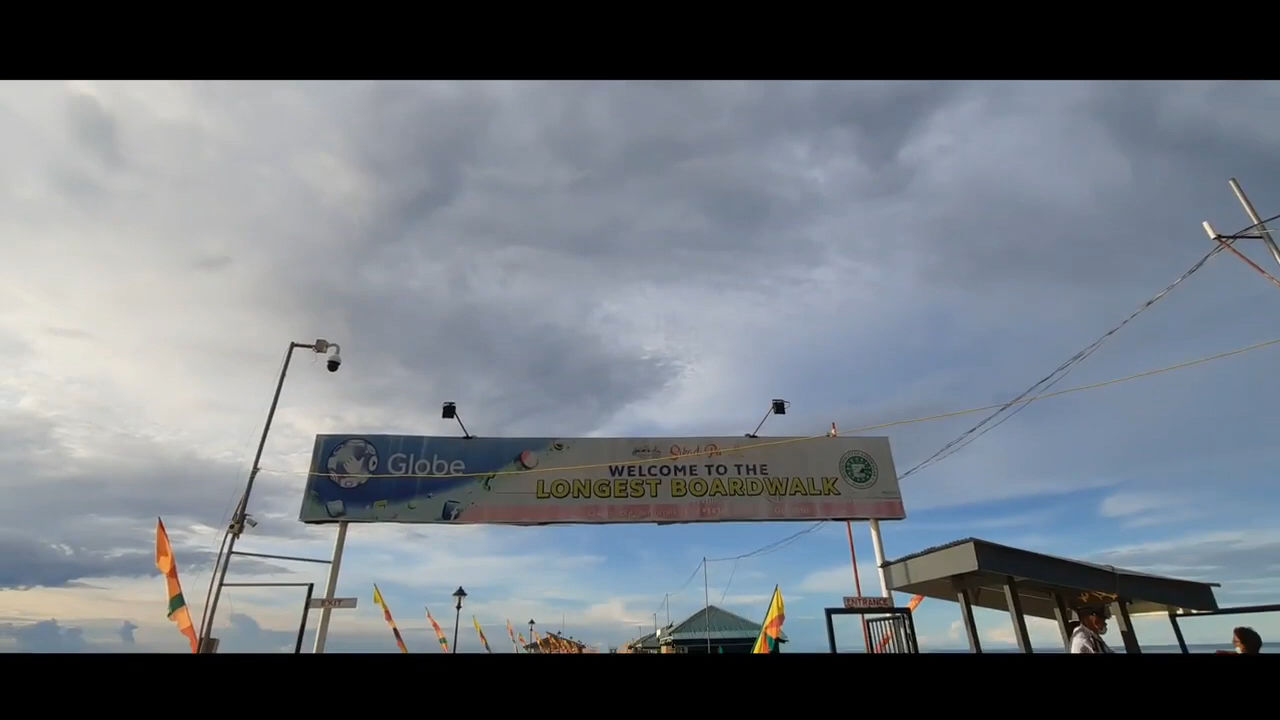 Globe
WELCOME TO THE
LONGEST BOARDWALK
EXIT
ENTRANCE